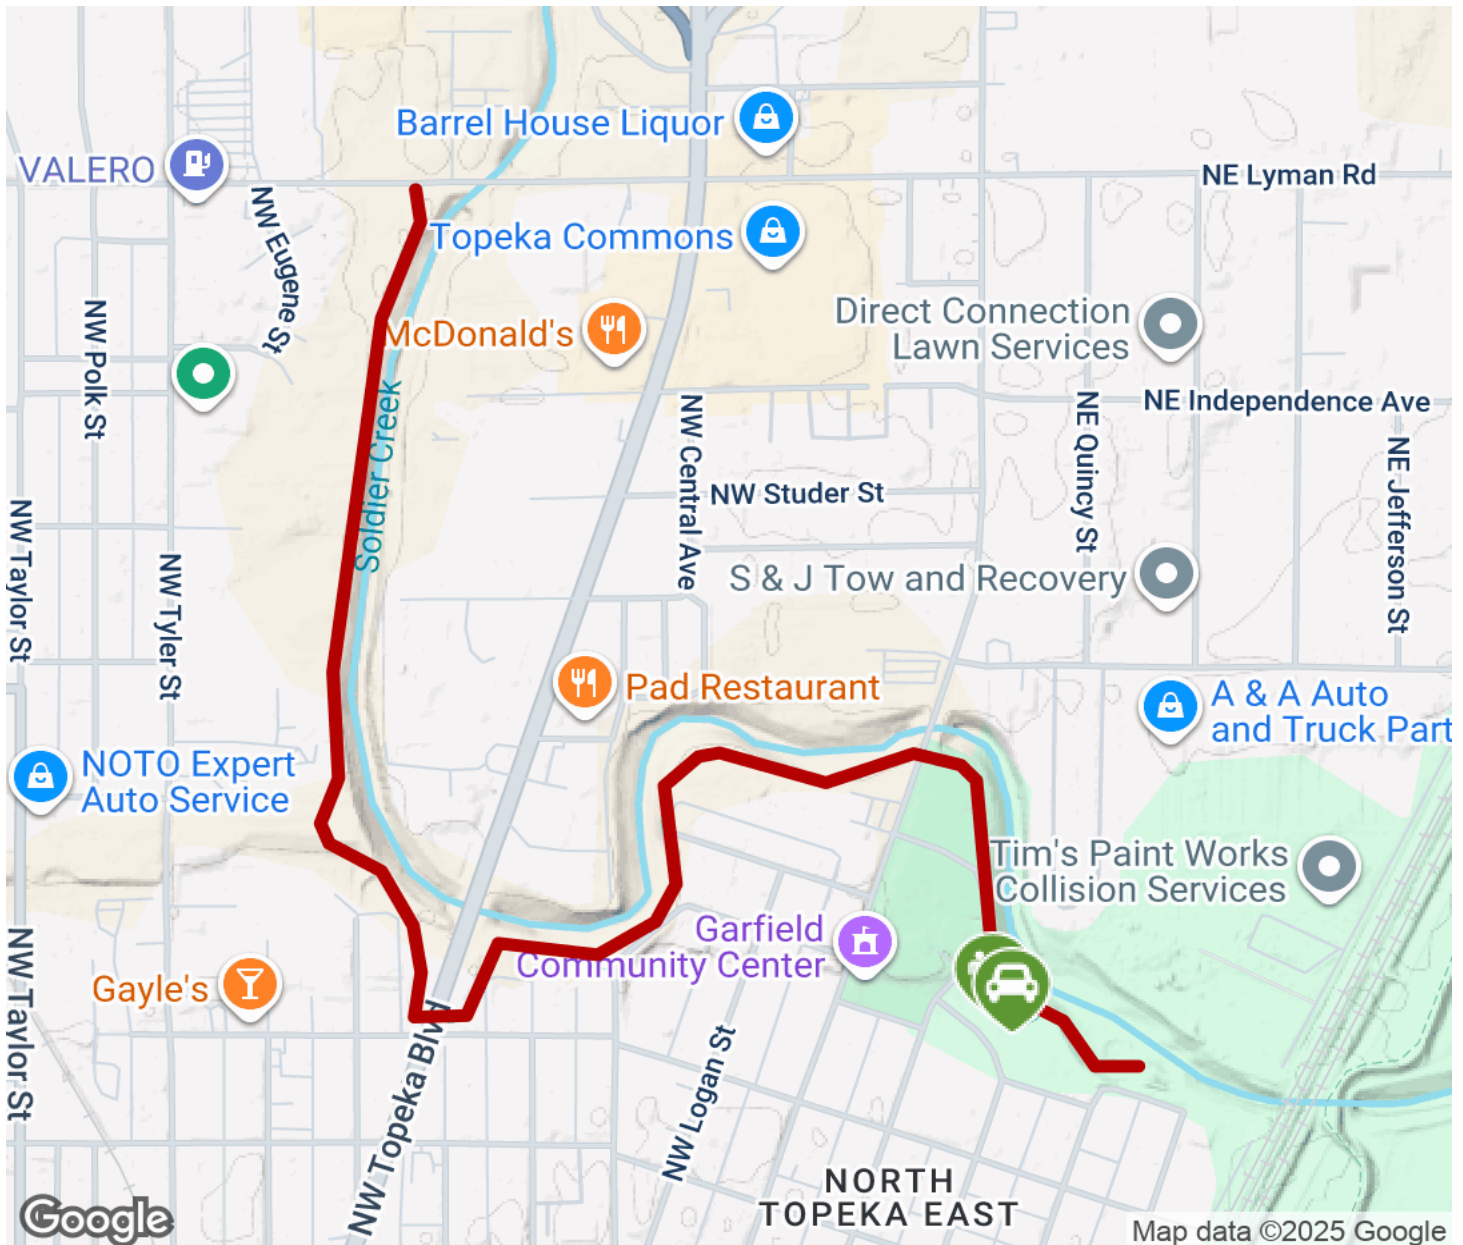 Barrel House Liquor
VALERO
NE Lyman Rd
NW Eugene St
Topeka Commons
Direct Connection
Lawn Services
McDonald's
NW Polk St
NE Independence Ave
NW Central Ave
NE Quincy St
NE Jefferson St
Soldier Creek
NW Studer St
NW Taylor St
NW Tyler St
S & J Tow and Recovery
Pad Restaurant
A & A Auto
and Truck Part
NOTO Expert
Auto Service
Tim's Paint Works
Collision Services
Garfield
Community Center
Gayle's
NW Taylor St
NW Topeka Blvd
NW Logan St
NORTH
TOPEKA EAST
Google
Map data ©2025 Google